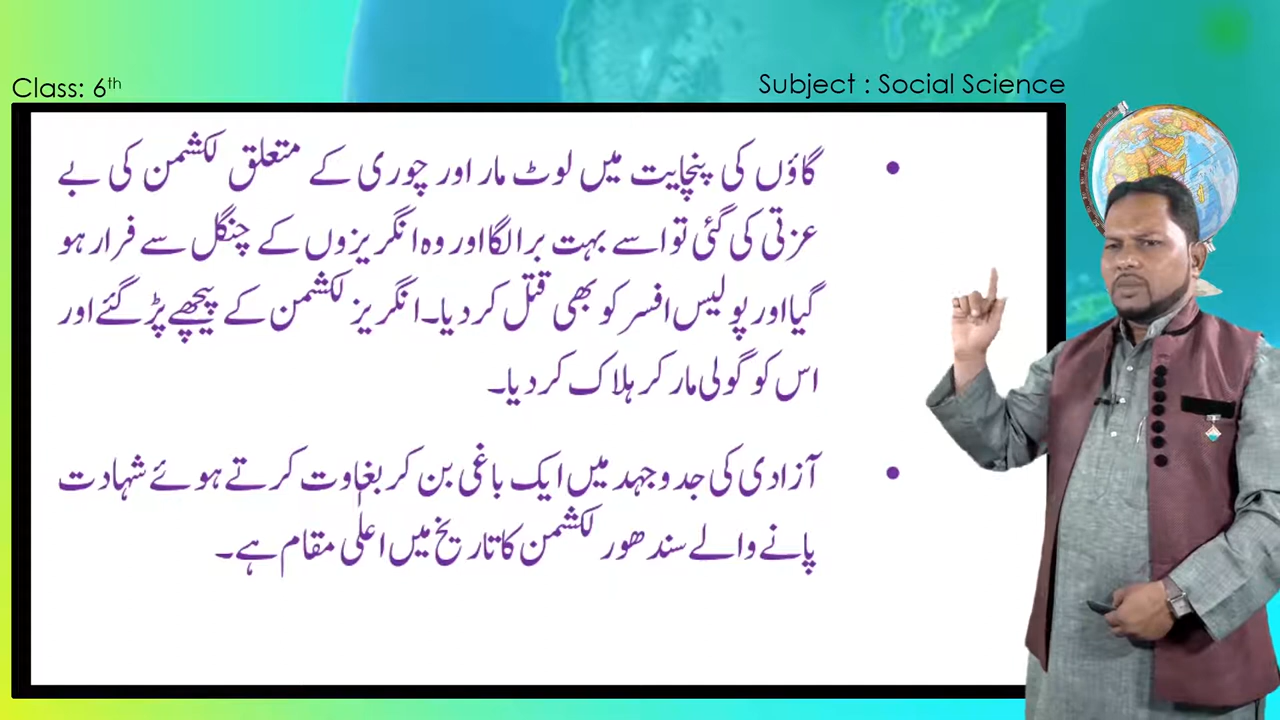 Class: 6th
Subject : Social Science
• گاؤں کی پنچایت میں لوٹ مار اور چوری کے متعلق لکشمن کی بے
عزتی کی گئی تو اسے بہت برا لگا اور وہ انگریزوں کے چنگل سے فرار ہو
گیا اور پولیس افسر کو بھی قتل کر دیا۔ انگریز لکشمن کے پیچھے پڑ گئے اور
اس کو گولی مار کر ہلاک کر دیا۔
• آزادی کی جدوجہد میں ایک باغی بن کر بغاوت کرتے ہوئے شہادت
پانے والے سندھور لکشمن کا تاریخ میں اعلٰی مقام ہے۔